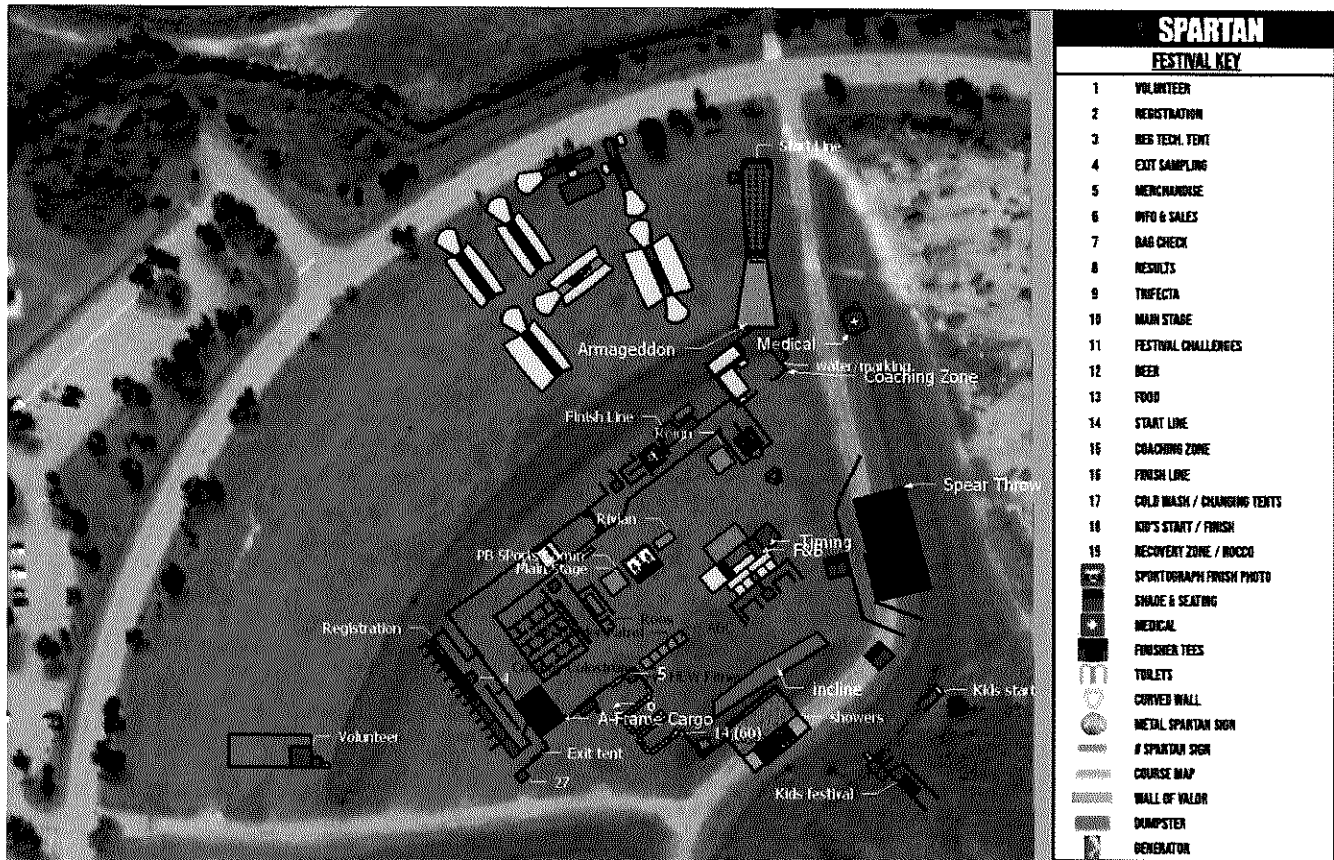 SPARTAN
FESTIVAL KEY
1 VOLUNTEER
2 REGISTRATION
3 REG TECH. TENT
4 EXIT SAMPLING
5 MERCHANDISE
6 INFO & SALES
7 BAG CHECK
8 RESULTS
9 TRIFECTA
10 MAIN STAGE
11 FESTIVAL CHALLENGES
12 BEER
13 FOOD
14 START LINE
15 COACHING ZONE
16 FINISH LINE
17 COLD WASH / CHANGING TENTS
18 KID'S START / FINISH
19 RECOVERY ZONE / ROCCO
SPORTOGRAPH FINISH PHOTO
SHADE & SEATING
MEDICAL
FINISHER TEES
TOILETS
CURVED WALL
METAL SPARTAN SIGN
# SPARTAN SIGN
COURSE MAP
WALL OF VALOR
DUMPSTER
GENERATOR
Start Line
Armageddon
Medical
water/marking
Coaching Zone
Finish Line
Spear Throw
Rivian
Timing
F&B
Main Stage
Registration
4
5
Incline
Kids start
A-Frame Cargo
showers
14 (60)
Volunteer
Exit tent
27
Kids festival